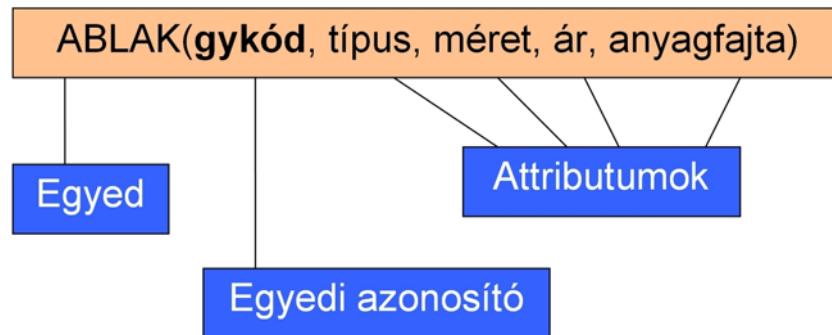 ABLAK(gykód, típus, méret, ár, anyagfajta)
Egyed
Attributumok
Egyedi azonosító